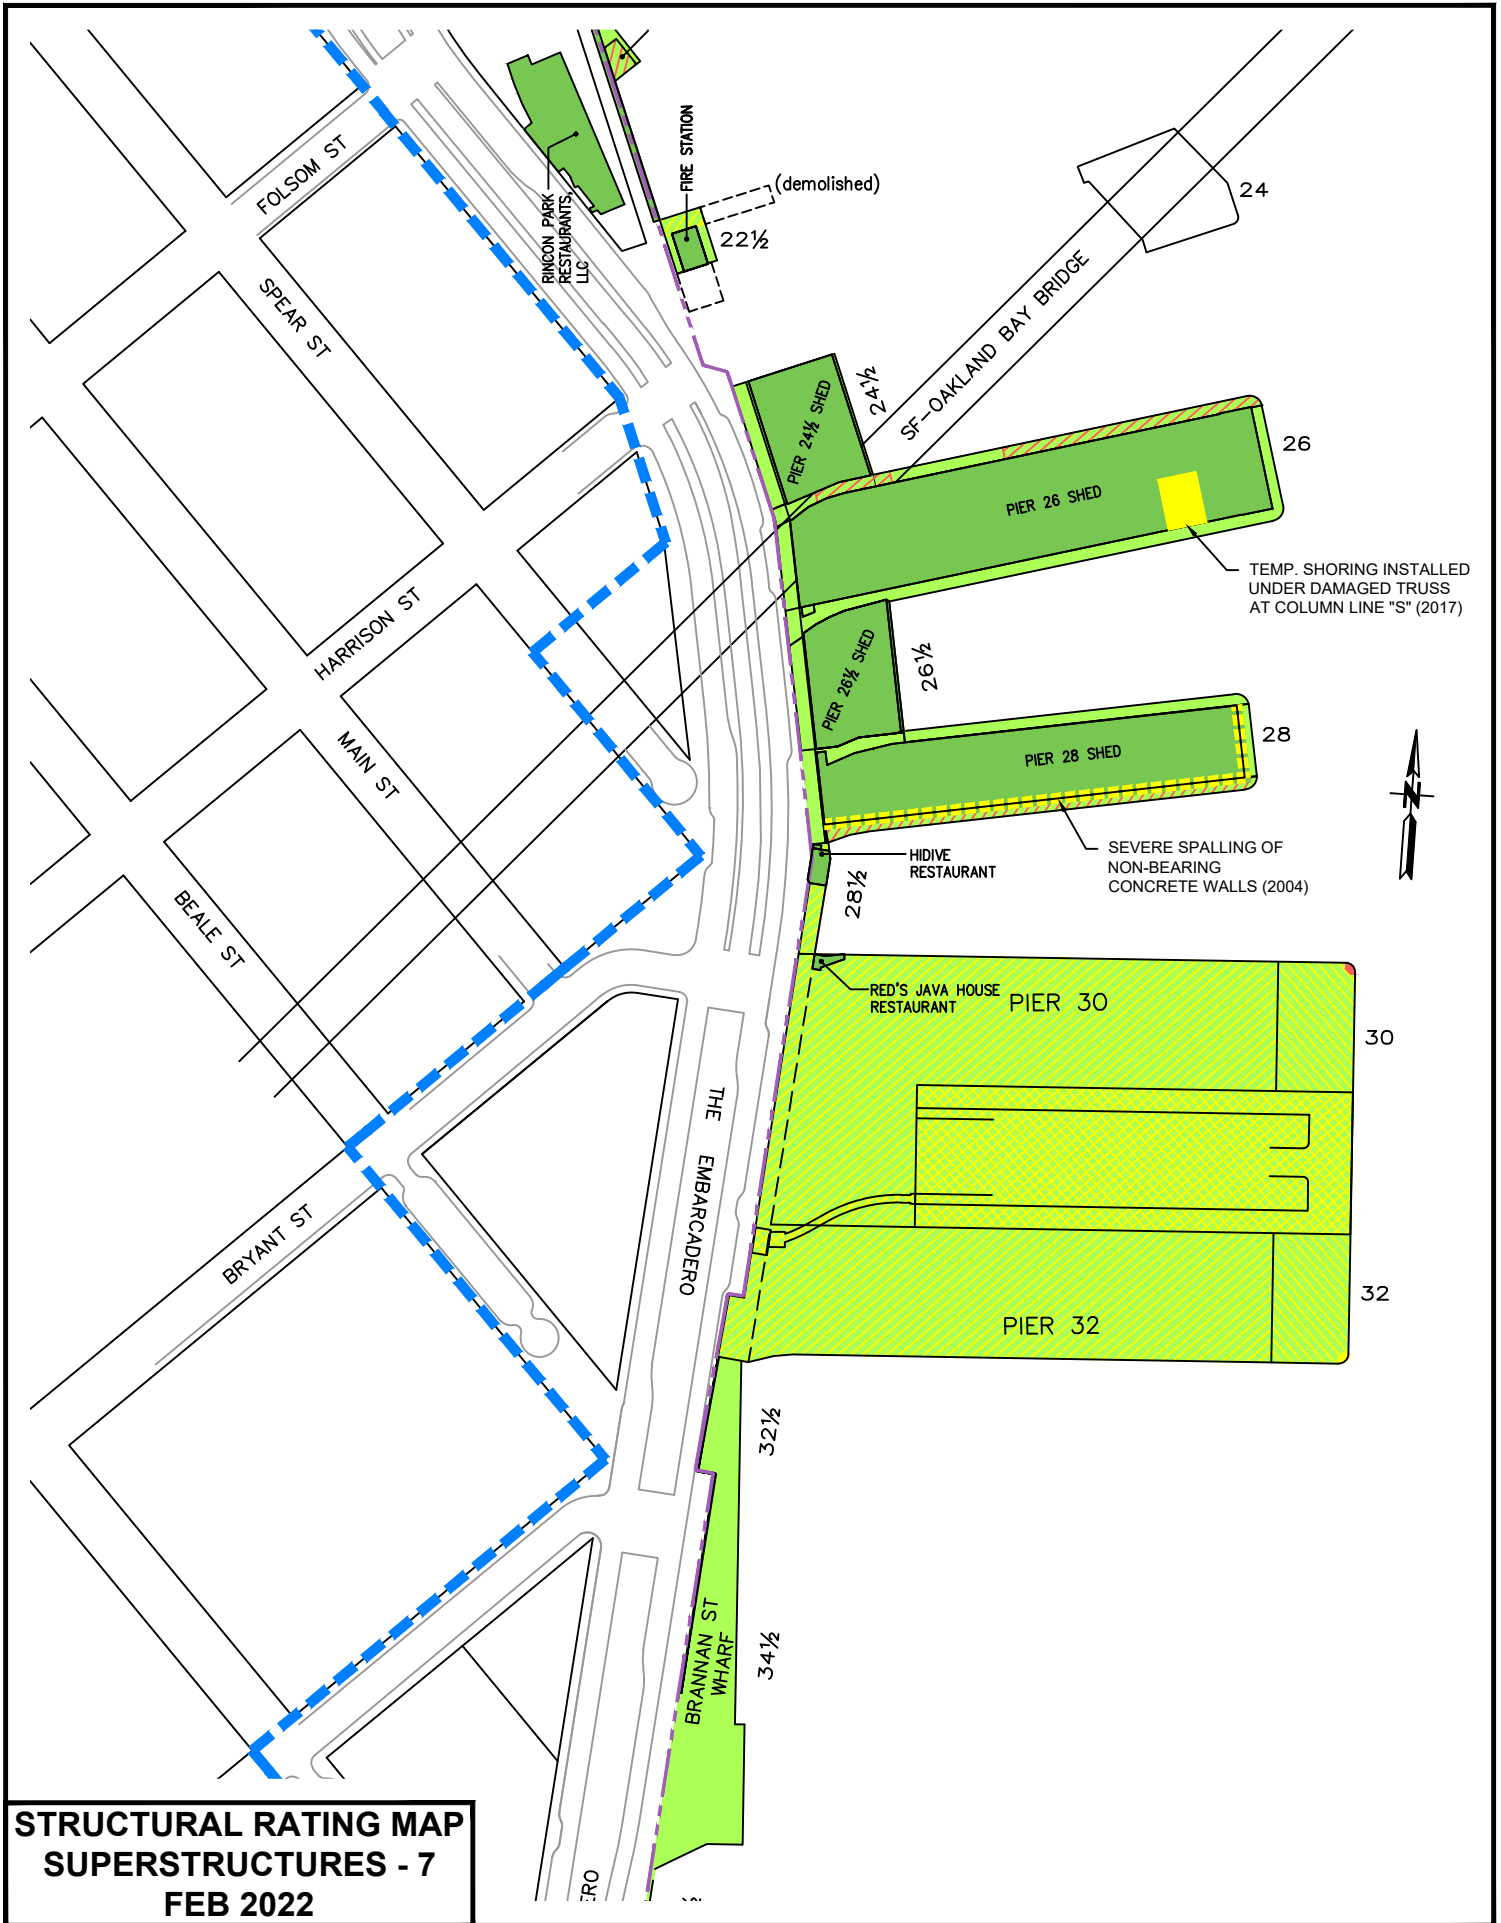 FOLSOM ST
SPEAR ST
HARRISON ST
MAIN ST
BEALE ST
BRYANT ST
RINCON PARK
RESTAURANTS,
LLC
FIRE STATION
(demolished)
22½
24
SF-OAKLAND BAY BRIDGE
PIER 24½ SHED
24½
PIER 26 SHED
26
TEMP. SHORING INSTALLED
UNDER DAMAGED TRUSS
AT COLUMN LINE "S" (2017)
PIER 26½ SHED
26½
PIER 28 SHED
28
N
SEVERE SPALLING OF
NON-BEARING
CONCRETE WALLS (2004)
HIDIVE
RESTAURANT
28½
RED'S JAVA HOUSE
RESTAURANT
PIER 30
30
THE EMBARCADERO
PIER 32
32
32½
BRANNAN ST
WHARF
34½
ERO
STRUCTURAL RATING MAP
SUPERSTRUCTURES - 7
FEB 2022